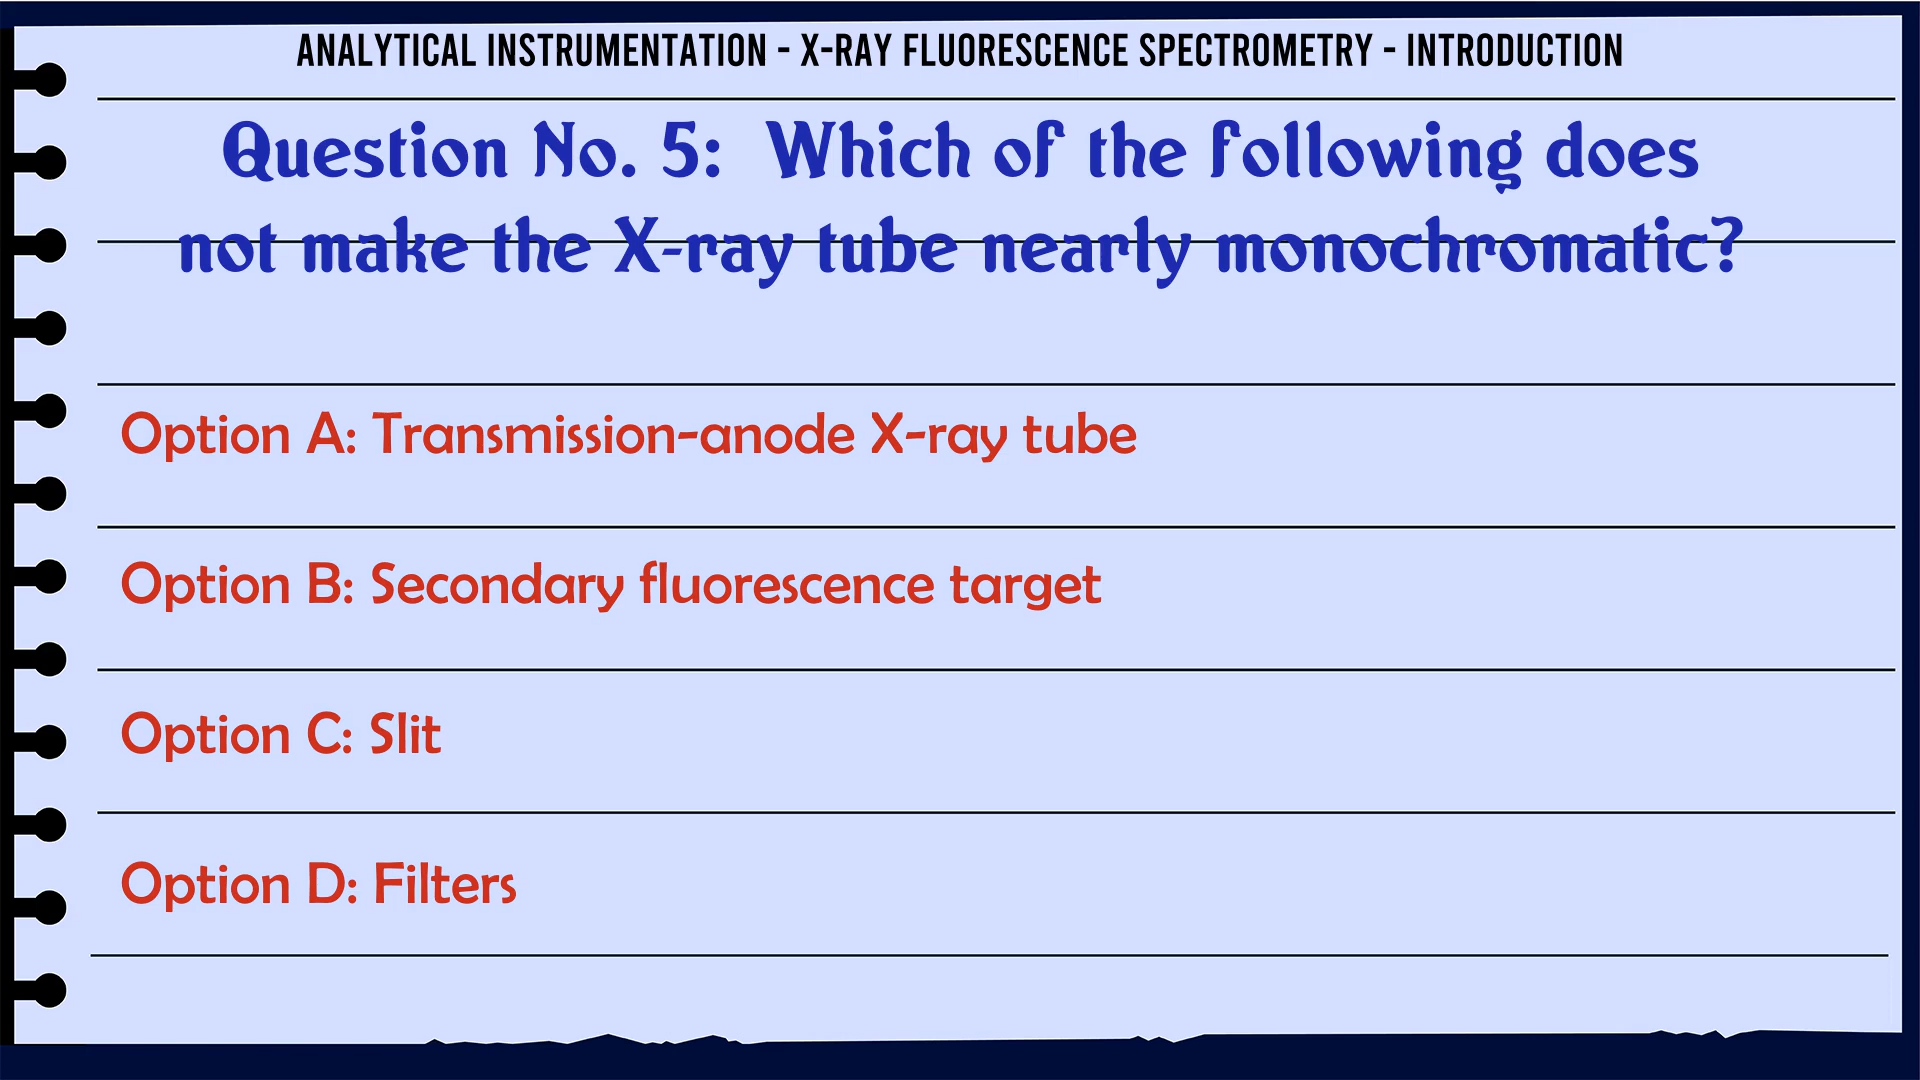 ANALYTICAL INSTRUMENTATION - X-RAY FLUORESCENCE SPECTROMETRY - INTRODUCTION
Question No. 5: Which of the following does
not make the X-ray tube nearly monochromatic?
Option A: Transmission-anode X-ray tube
Option B: Secondary fluorescence target
Option C: Slit
Option D: Filters